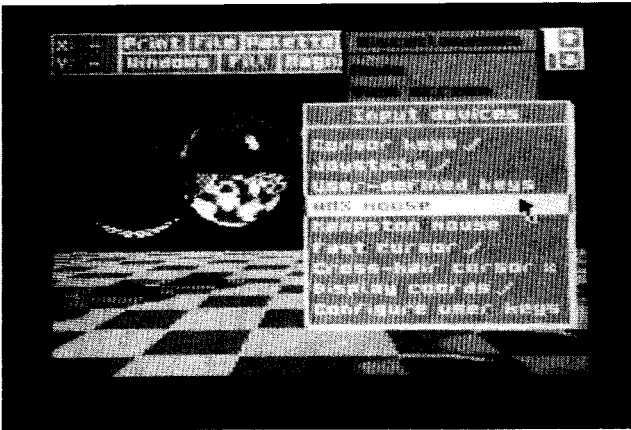 X: - Print File Palette
Y: - Windows Fill Magni
Input devices
Cursor keys ✓
Joysticks ✓
User-defined keys
AMX Mouse
Kempston Mouse
Fast Cursor ✓
Cross-hair cursor x
Display coords ✓
Configure user keys